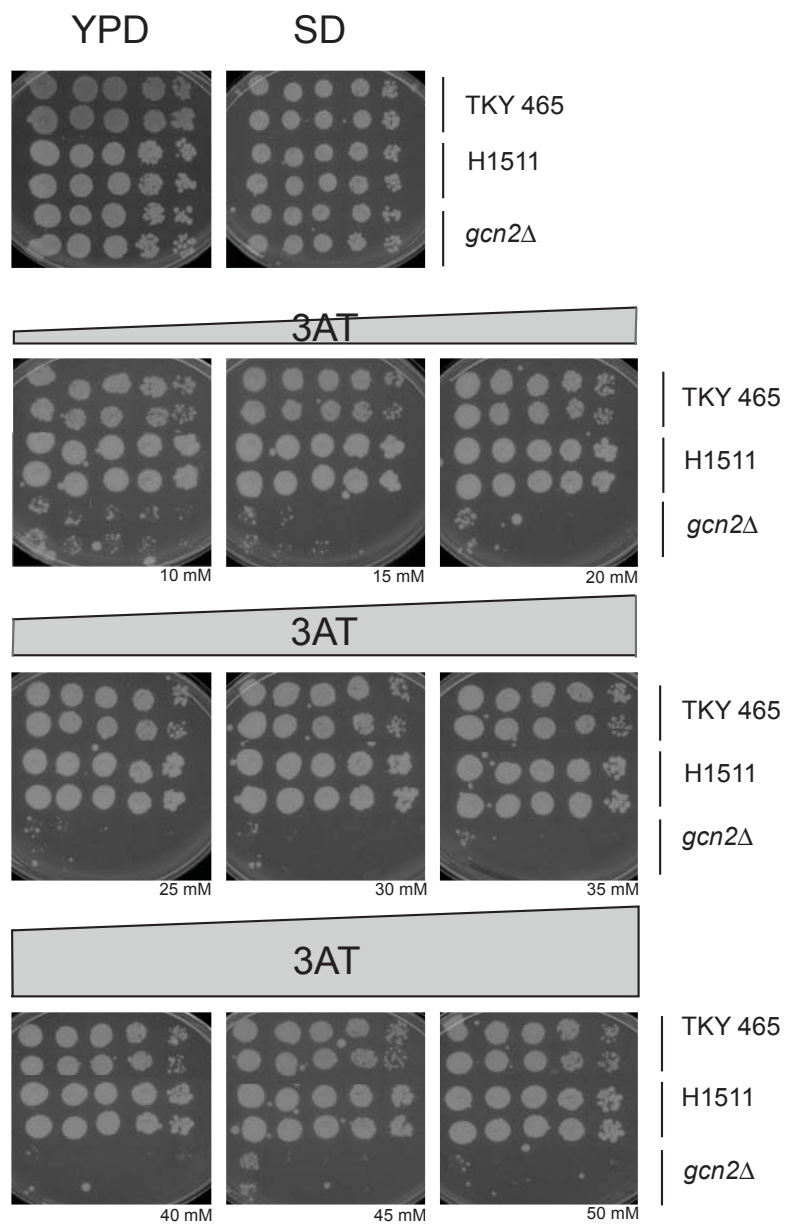 YPD SD
TKY 465
H1511
gcn2Δ
3AT
TKY 465
H1511
gcn2Δ
10 mM 15 mM 20 mM
3AT
TKY 465
H1511
gcn2Δ
25 mM 30 mM 35 mM
3AT
TKY 465
H1511
gcn2Δ
40 mM 45 mM 50 mM